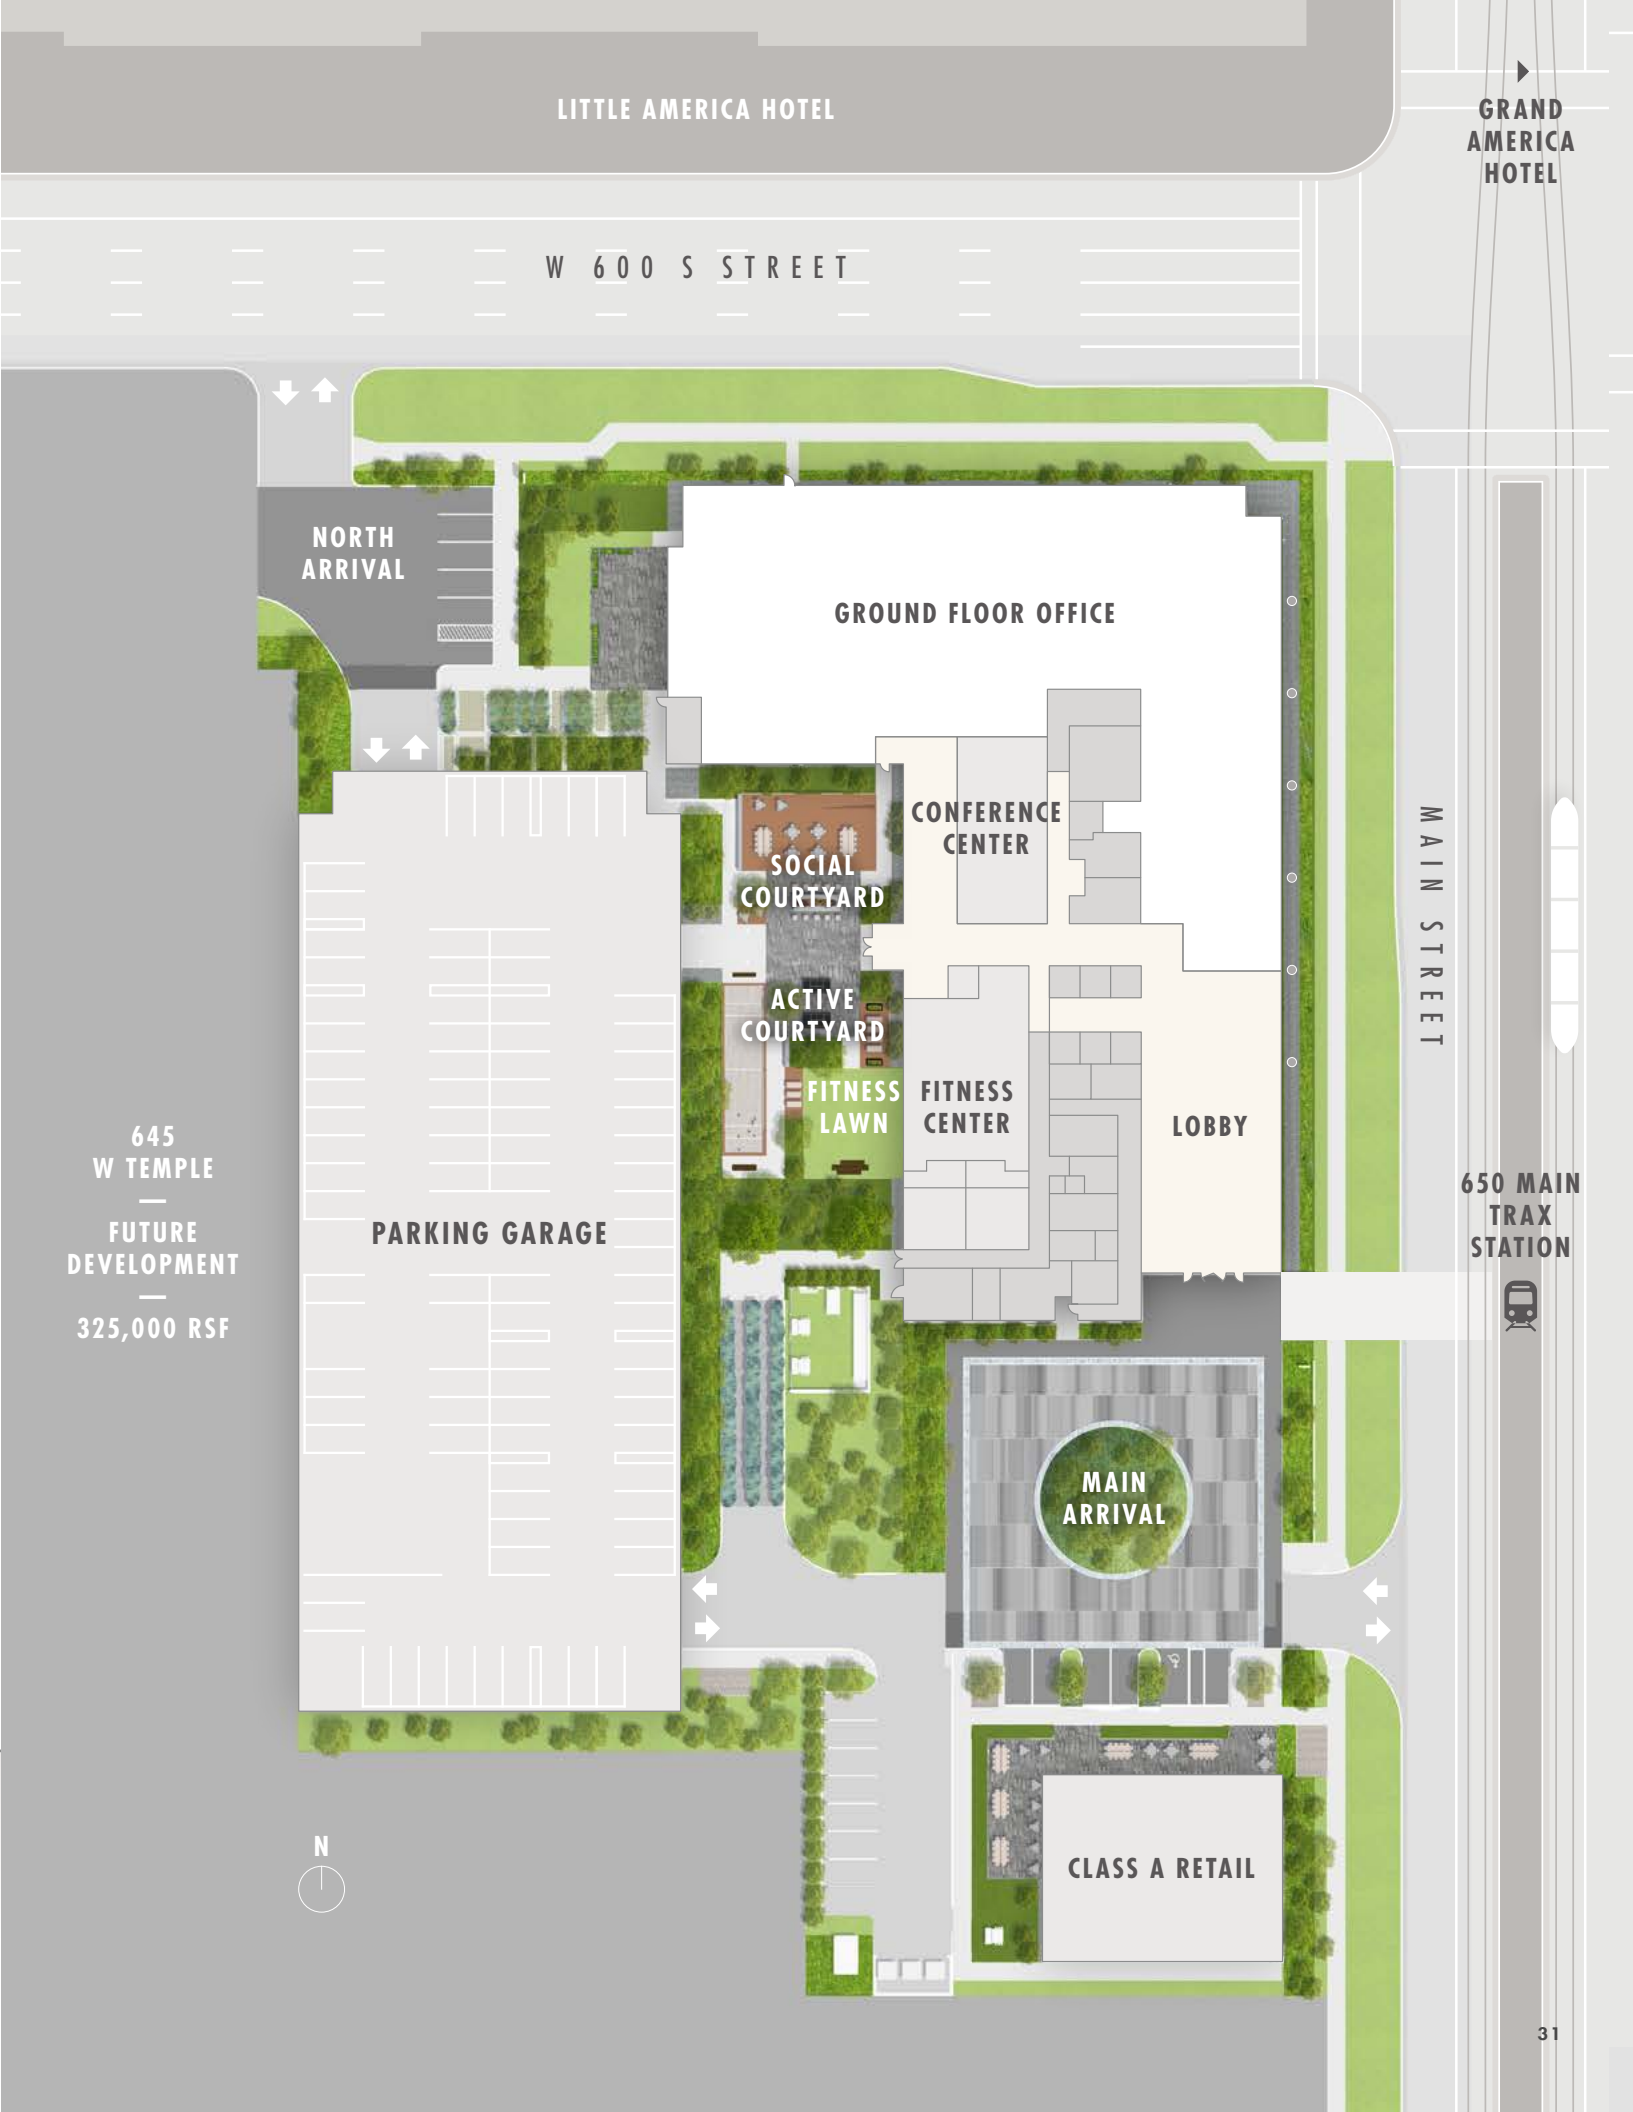 LITTLE AMERICA HOTEL
GRAND
AMERICA
HOTEL
W 600 S STREET
NORTH
ARRIVAL
GROUND FLOOR OFFICE
CONFERENCE
CENTER
SOCIAL
COURTYARD
MAIN STREET
ACTIVE
COURTYARD
FITNESS
LAWN
FITNESS
CENTER
LOBBY
645
W TEMPLE
—
FUTURE
DEVELOPMENT
—
325,000 RSF
PARKING GARAGE
650 MAIN
TRAX
STATION
MAIN
ARRIVAL
N
CLASS A RETAIL
31